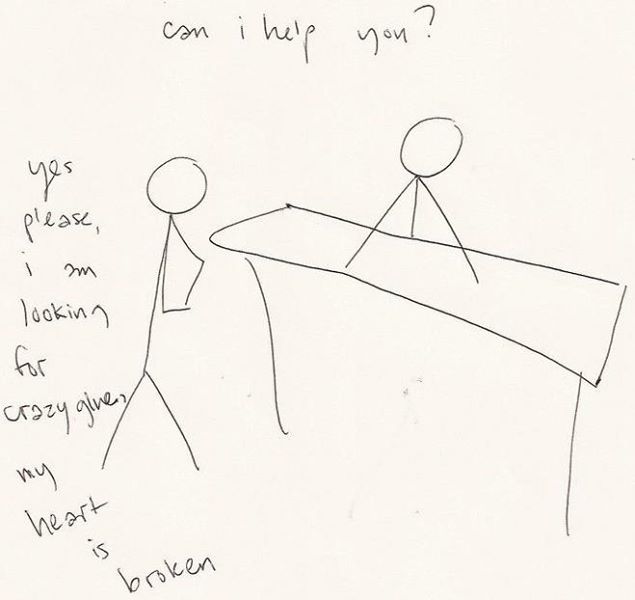 can i help you?
yes
please,
i am
looking
for
crazy glue,
my
heart
is
broken